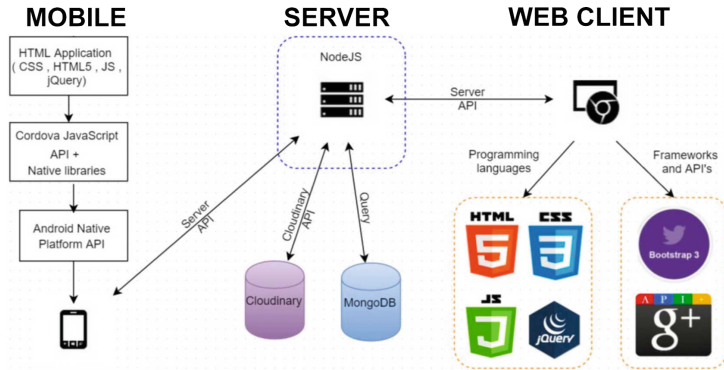 MOBILE
SERVER
WEB CLIENT
HTML Application
( CSS , HTML5 , JS ,
jQuery)
Cordova JavaScript
API +
Native libraries
Android Native
Platform API
Server
API
NodeJS
Cloudinary
API
Query
Cloudinary
MongoDB
Server
API
Programming
languages
Frameworks
and API's
HTML
5
CSS
3
JS
jQuery
Bootstrap 3
A P I +
g+